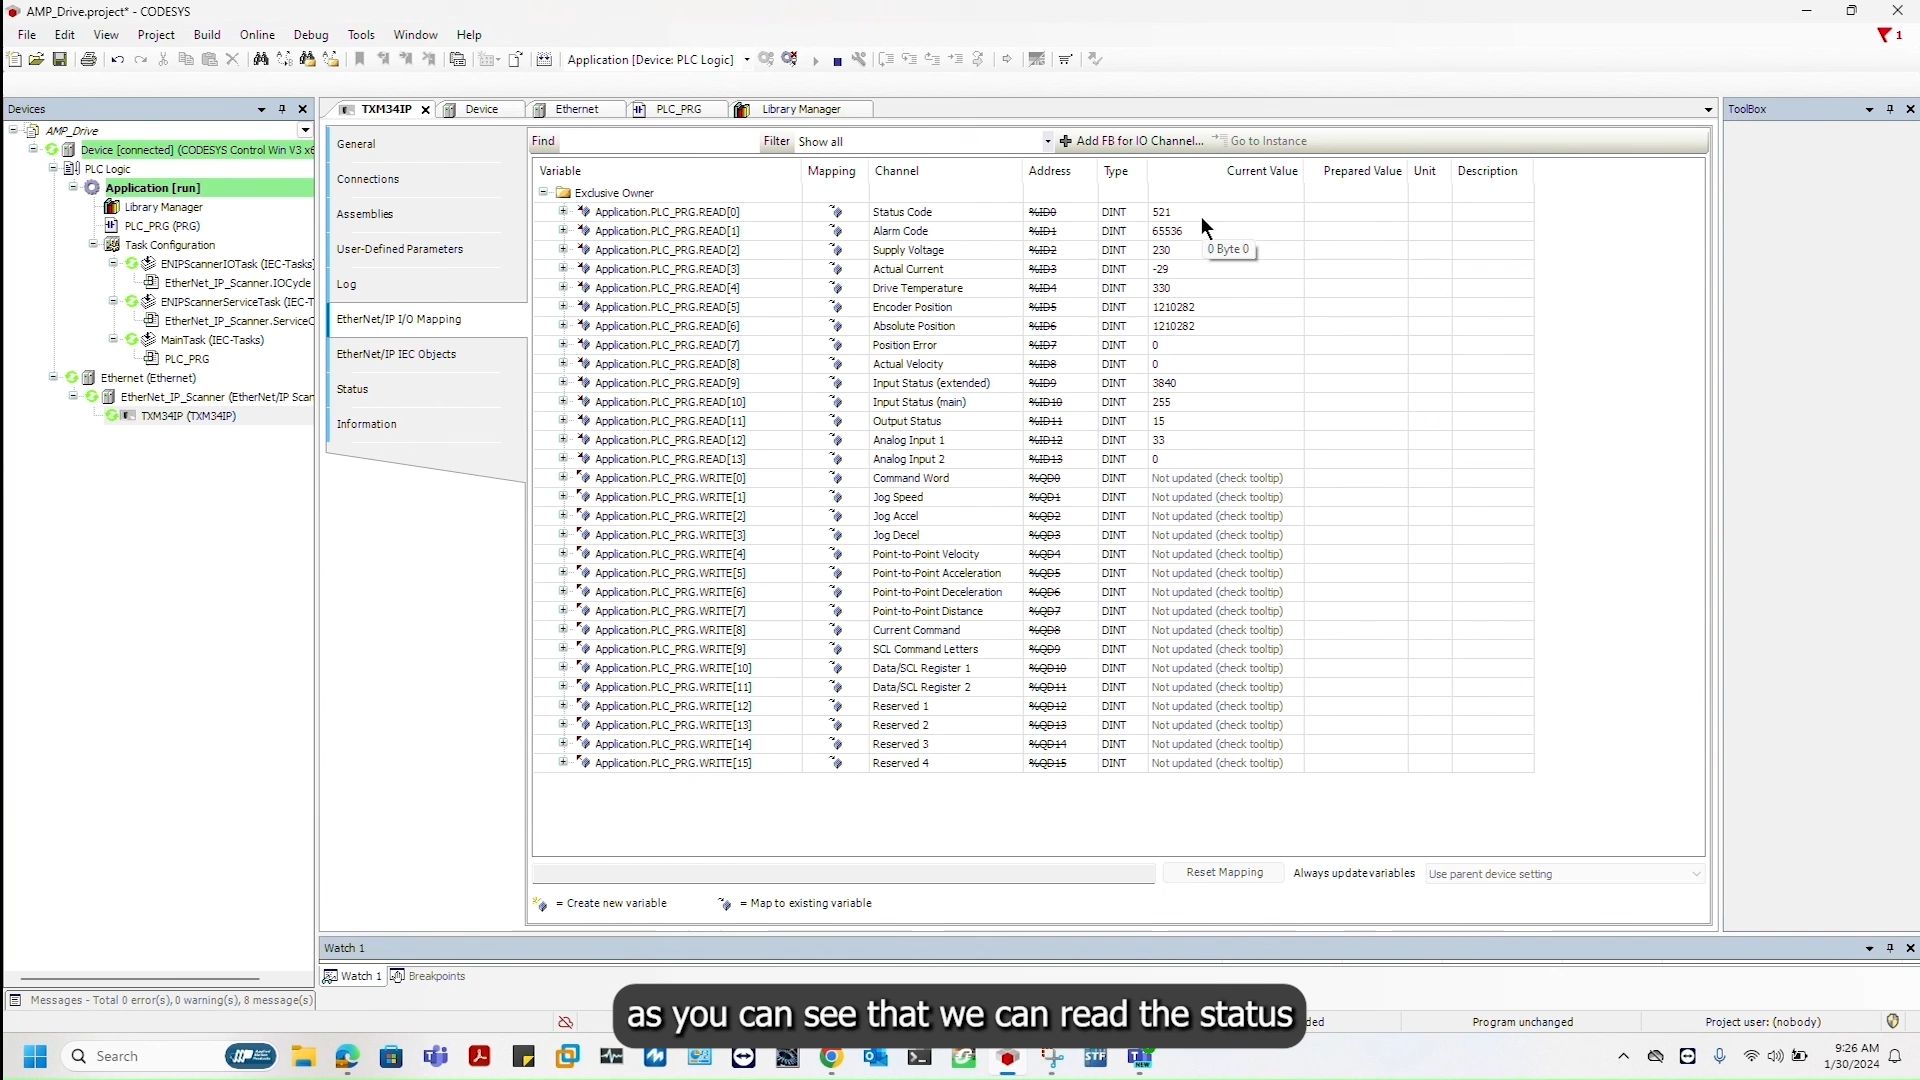 AMP_Drive.project* - CODESYS
File Edit View Project Build Online Debug Tools Window Help
1
Application [Device: PLC Logic]
Devices
TXM34IP Device Ethernet PLC_PRG Library Manager
ToolBox
AMP_Drive
Device [connected] (CODESYS Control Win V3 x6
PLC Logic
Application [run]
Library Manager
PLC_PRG (PRG)
Task Configuration
ENIPScannerIOTask (IEC-Tasks)
EtherNet_IP_Scanner.IOCycle
ENIPScannerServiceTask (IEC-T
EtherNet_IP_Scanner.ServiceC
MainTask (IEC-Tasks)
PLC_PRG
Ethernet (Ethernet)
EtherNet_IP_Scanner (EtherNet/IP Scan
TXM34IP (TXM34IP)
General
Connections
Assemblies
User-Defined Parameters
Log
EtherNet/IP I/O Mapping
EtherNet/IP IEC Objects
Status
Information
Find Filter Show all Add FB for IO Channel... Go to Instance
Variable Mapping Channel Address Type Current Value Prepared Value Unit Description
Exclusive Owner
Application.PLC_PRG.READ[0] Status Code %ID0 DINT 521
Application.PLC_PRG.READ[1] Alarm Code %ID1 DINT 65536
Application.PLC_PRG.READ[2] Supply Voltage %ID2 DINT 230
0 Byte 0
Application.PLC_PRG.READ[3] Actual Current %ID3 DINT -29
Application.PLC_PRG.READ[4] Drive Temperature %ID4 DINT 330
Application.PLC_PRG.READ[5] Encoder Position %ID5 DINT 1210282
Application.PLC_PRG.READ[6] Absolute Position %ID6 DINT 1210282
Application.PLC_PRG.READ[7] Position Error %ID7 DINT 0
Application.PLC_PRG.READ[8] Actual Velocity %ID8 DINT 0
Application.PLC_PRG.READ[9] Input Status (extended) %ID9 DINT 3840
Application.PLC_PRG.READ[10] Input Status (main) %ID10 DINT 255
Application.PLC_PRG.READ[11] Output Status %ID11 DINT 15
Application.PLC_PRG.READ[12] Analog Input 1 %ID12 DINT 33
Application.PLC_PRG.READ[13] Analog Input 2 %ID13 DINT 0
Application.PLC_PRG.WRITE[0] Command Word %QD0 DINT Not updated (check tooltip)
Application.PLC_PRG.WRITE[1] Jog Speed %QD1 DINT Not updated (check tooltip)
Application.PLC_PRG.WRITE[2] Jog Accel %QD2 DINT Not updated (check tooltip)
Application.PLC_PRG.WRITE[3] Jog Decel %QD3 DINT Not updated (check tooltip)
Application.PLC_PRG.WRITE[4] Point-to-Point Velocity %QD4 DINT Not updated (check tooltip)
Application.PLC_PRG.WRITE[5] Point-to-Point Acceleration %QD5 DINT Not updated (check tooltip)
Application.PLC_PRG.WRITE[6] Point-to-Point Deceleration %QD6 DINT Not updated (check tooltip)
Application.PLC_PRG.WRITE[7] Point-to-Point Distance %QD7 DINT Not updated (check tooltip)
Application.PLC_PRG.WRITE[8] Current Command %QD8 DINT Not updated (check tooltip)
Application.PLC_PRG.WRITE[9] SCL Command Letters %QD9 DINT Not updated (check tooltip)
Application.PLC_PRG.WRITE[10] Data/SCL Register 1 %QD10 DINT Not updated (check tooltip)
Application.PLC_PRG.WRITE[11] Data/SCL Register 2 %QD11 DINT Not updated (check tooltip)
Application.PLC_PRG.WRITE[12] Reserved 1 %QD12 DINT Not updated (check tooltip)
Application.PLC_PRG.WRITE[13] Reserved 2 %QD13 DINT Not updated (check tooltip)
Application.PLC_PRG.WRITE[14] Reserved 3 %QD14 DINT Not updated (check tooltip)
Application.PLC_PRG.WRITE[15] Reserved 4 %QD15 DINT Not updated (check tooltip)
Reset Mapping Always update variables Use parent device setting
= Create new variable = Map to existing variable
Watch 1
Watch 1 Breakpoints
Messages - Total 0 error(s), 0 warning(s), 8 message(s)
as you can see that we can read the status
ded Program unchanged Project user: (nobody)
Search
STF
NEW
9:26 AM
1/30/2024